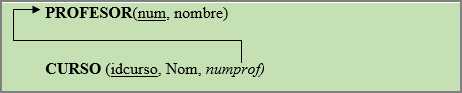 PROFESOR(num, nombre)
CURSO (idcurso, Nom, numprof)